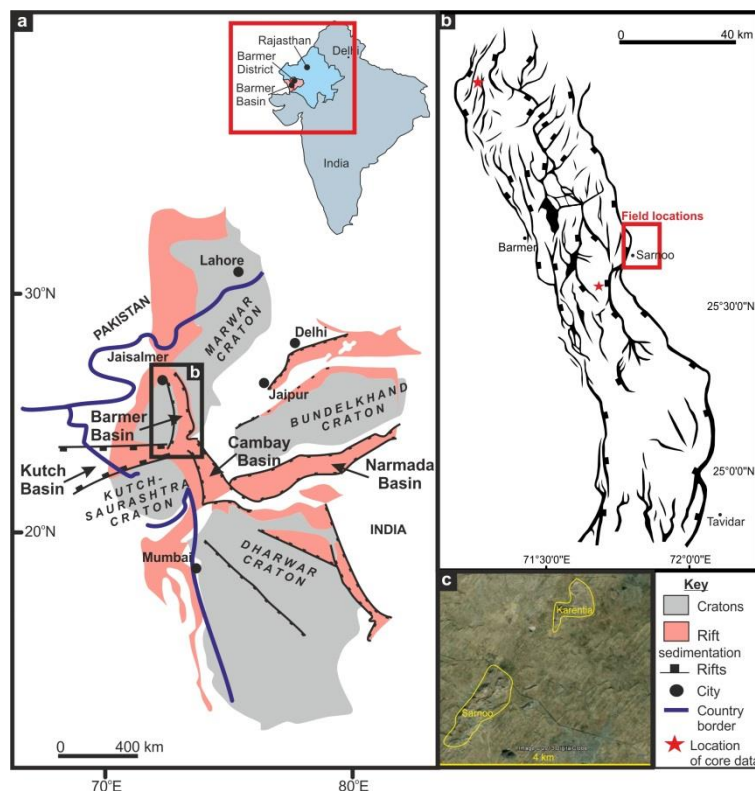 a
Rajasthan
Delhi
Barmer
District
Barmer
Basin
India
Lahore
30°N
PAKISTAN
MARWAR
CRATON
Delhi
Jaisalmer
b
Jaipur
BUNDELKHAND
CRATON
Barmer
Basin
Cambay
Basin
Kutch
Basin
Narmada
Basin
KUTCH-
SAURASHTRA
CRATON
INDIA
20°N
Mumbai
DHARWAR
CRATON
0 400 km
70°E 80°E
b
0 40 km
Field locations
Barmer
Sarnoo
25°30'0"N
25°0'0"N
Tavidar
71°30'0"E 72°0'0"E
c
Karentia
Sarnoo
4 km
Key
Cratons
Rift
sedimentation
Rifts
City
Country
border
Location
of core data